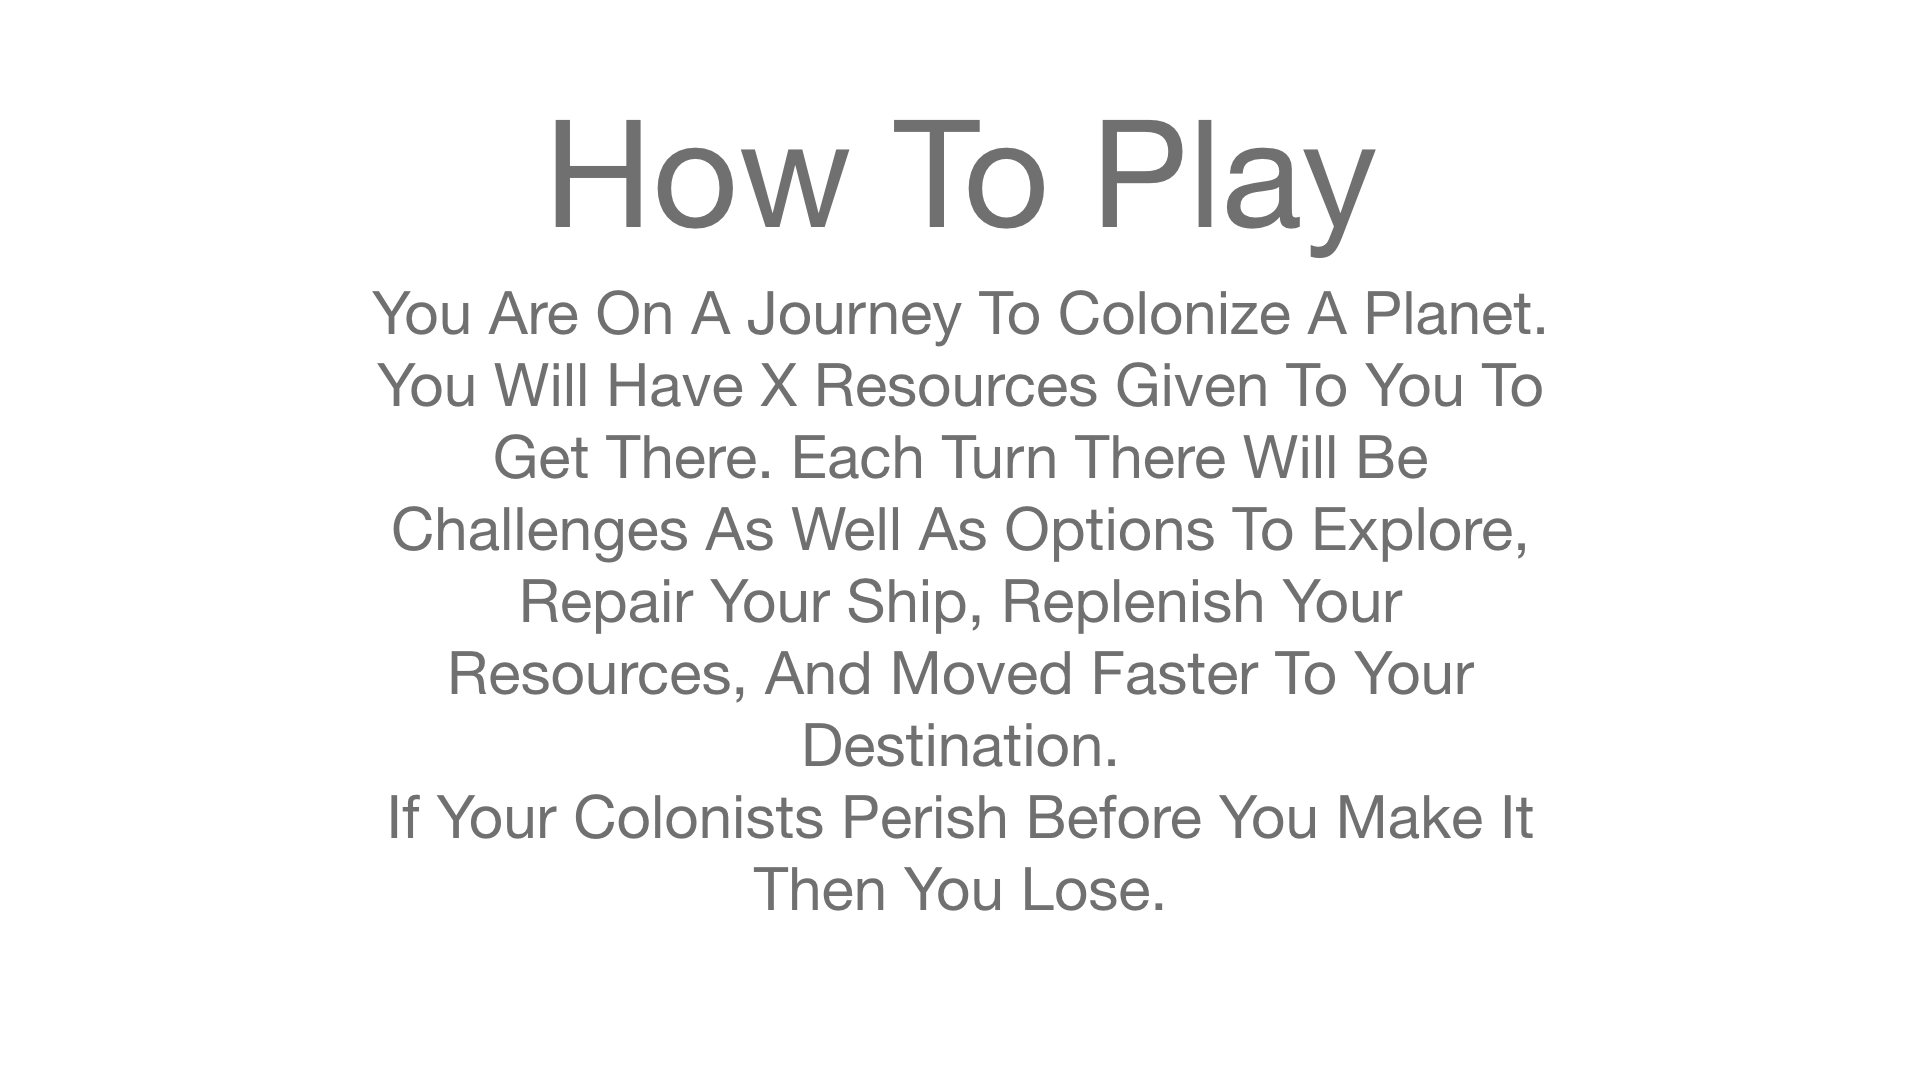 How To Play
You Are On A Journey To Colonize A Planet.
You Will Have X Resources Given To You To
Get There. Each Turn There Will Be
Challenges As Well As Options To Explore,
Repair Your Ship, Replenish Your
Resources, And Moved Faster To Your
Destination.
If Your Colonists Perish Before You Make It
Then You Lose.